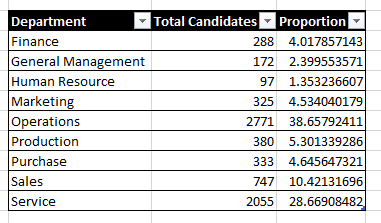 Department Total Candidates Proportion
Finance 288 4.017857143
General Management 172 2.399553571
Human Resource 97 1.353236607
Marketing 325 4.534040179
Operations 2771 38.65792411
Production 380 5.301339286
Purchase 333 4.645647321
Sales 747 10.42131696
Service 2055 28.66908482